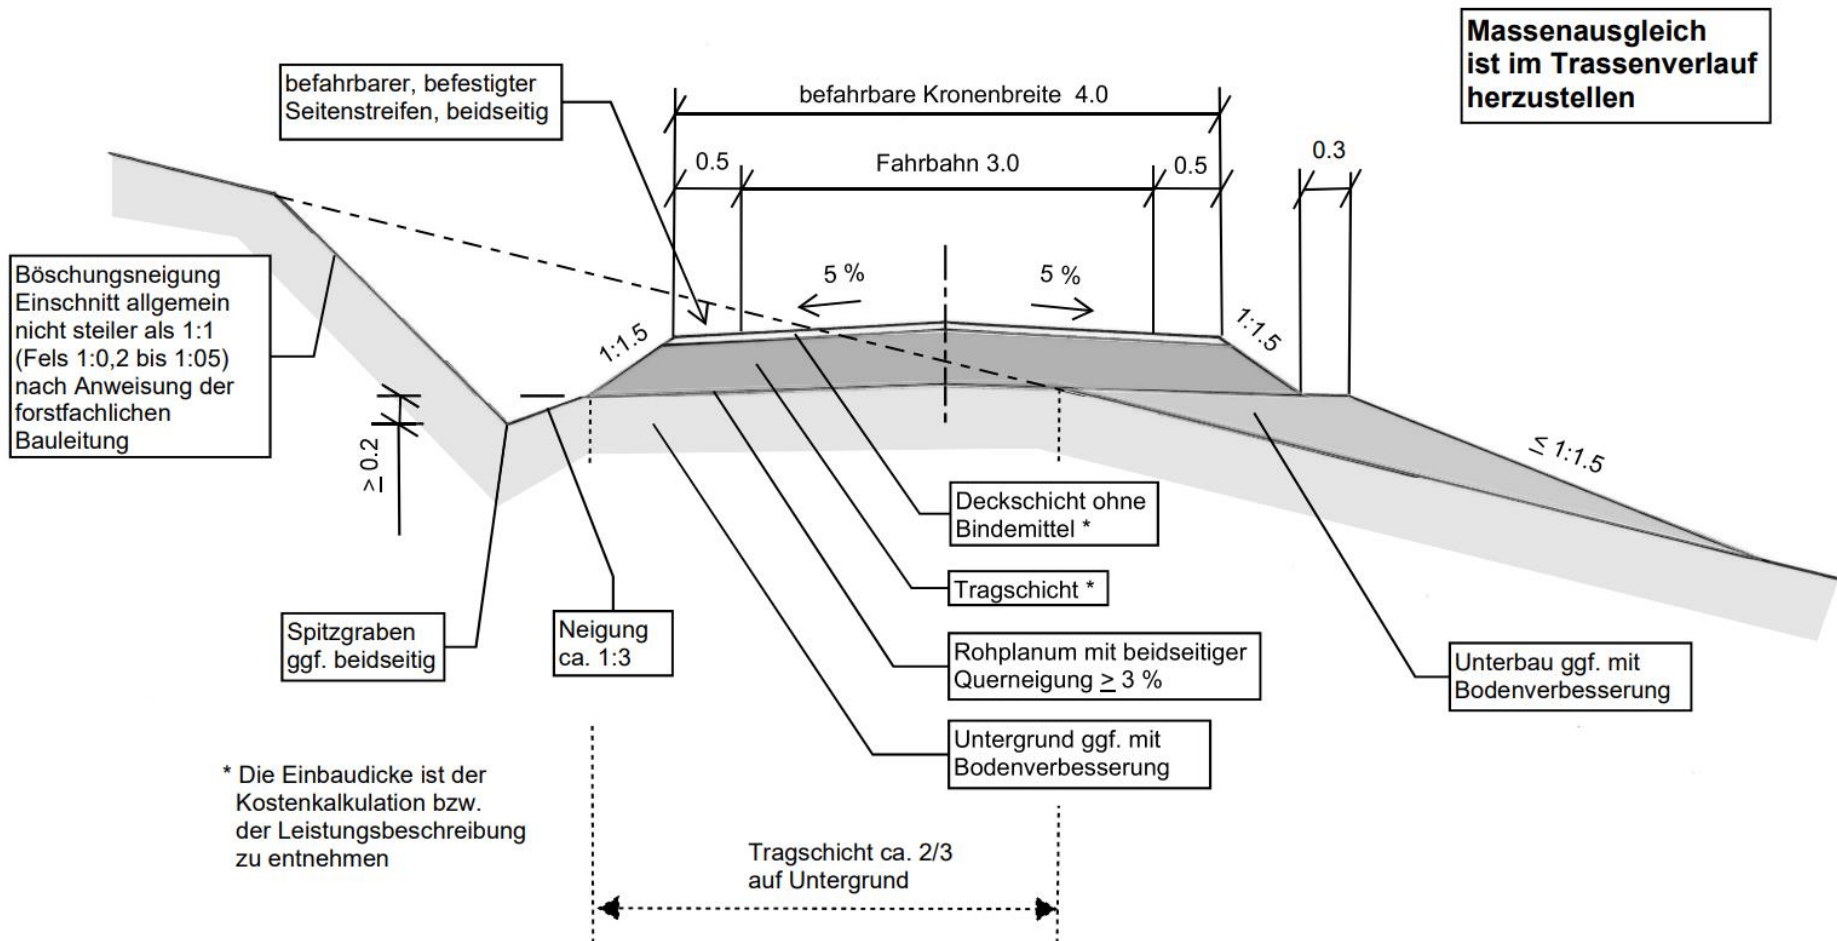 Massenausgleich
ist im Trassenverlauf
herzustellen
befahrbarer, befestigter
Seitenstreifen, beidseitig
befahrbare Kronenbreite 4.0
0.5
Fahrbahn 3.0
0.5
0.3
Böschungsneigung
Einschnitt allgemein
nicht steiler als 1:1
(Fels 1:0,2 bis 1:05)
nach Anweisung der
forstfachlichen
Bauleitung
5 %
5 %
1:1.5
1:1.5
≥ 0.2
≤ 1:1.5
Deckschicht ohne
Bindemittel *
Tragschicht *
Spitzgraben
ggf. beidseitig
Neigung
ca. 1:3
Rohplanum mit beidseitiger
Querneigung ≥ 3 %
Unterbau ggf. mit
Bodenverbesserung
Untergrund ggf. mit
Bodenverbesserung
* Die Einbaudicke ist der
Kostenkalkulation bzw.
der Leistungsbeschreibung
zu entnehmen
Tragschicht ca. 2/3
auf Untergrund